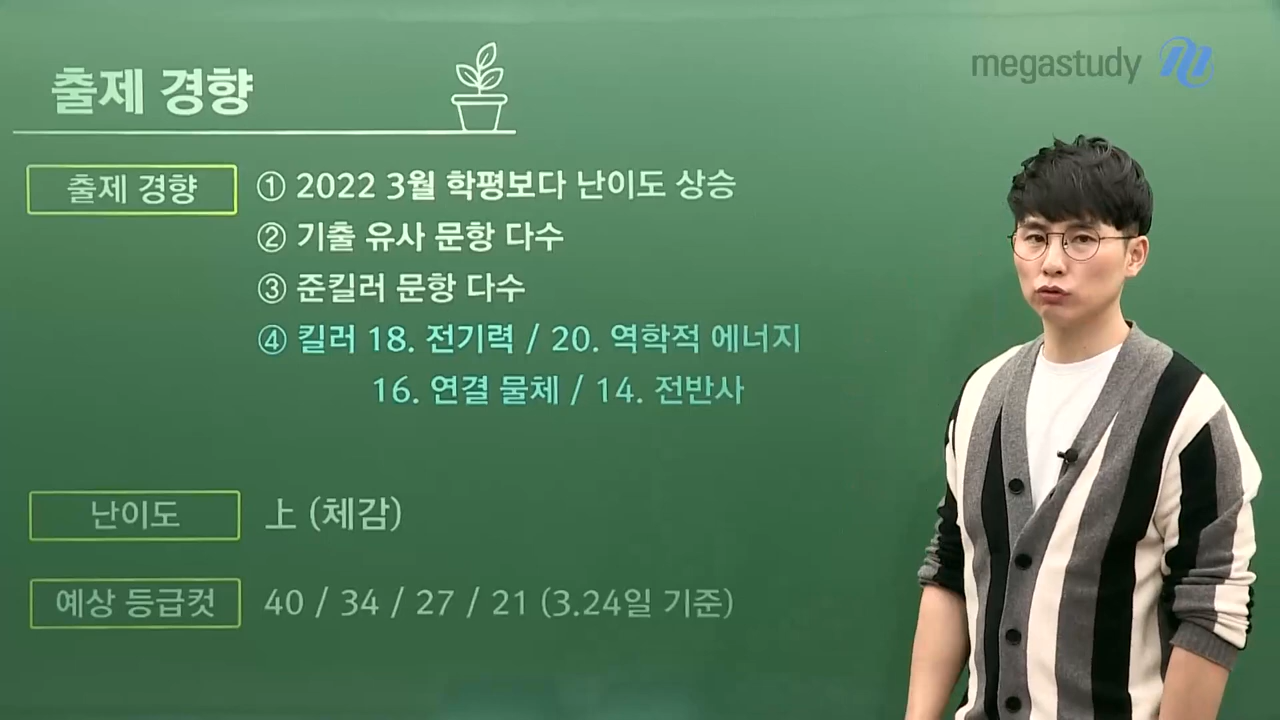 megastudy
출제 경향
출제 경향
① 2022 3월 학평보다 난이도 상승
② 기출 유사 문항 다수
③ 준킬러 문항 다수
④ 킬러 18. 전기력 / 20. 역학적 에너지
16. 연결 물체 / 14. 전반사
난이도
上 (체감)
예상 등급컷
40 / 34 / 27 / 21 (3.24일 기준)